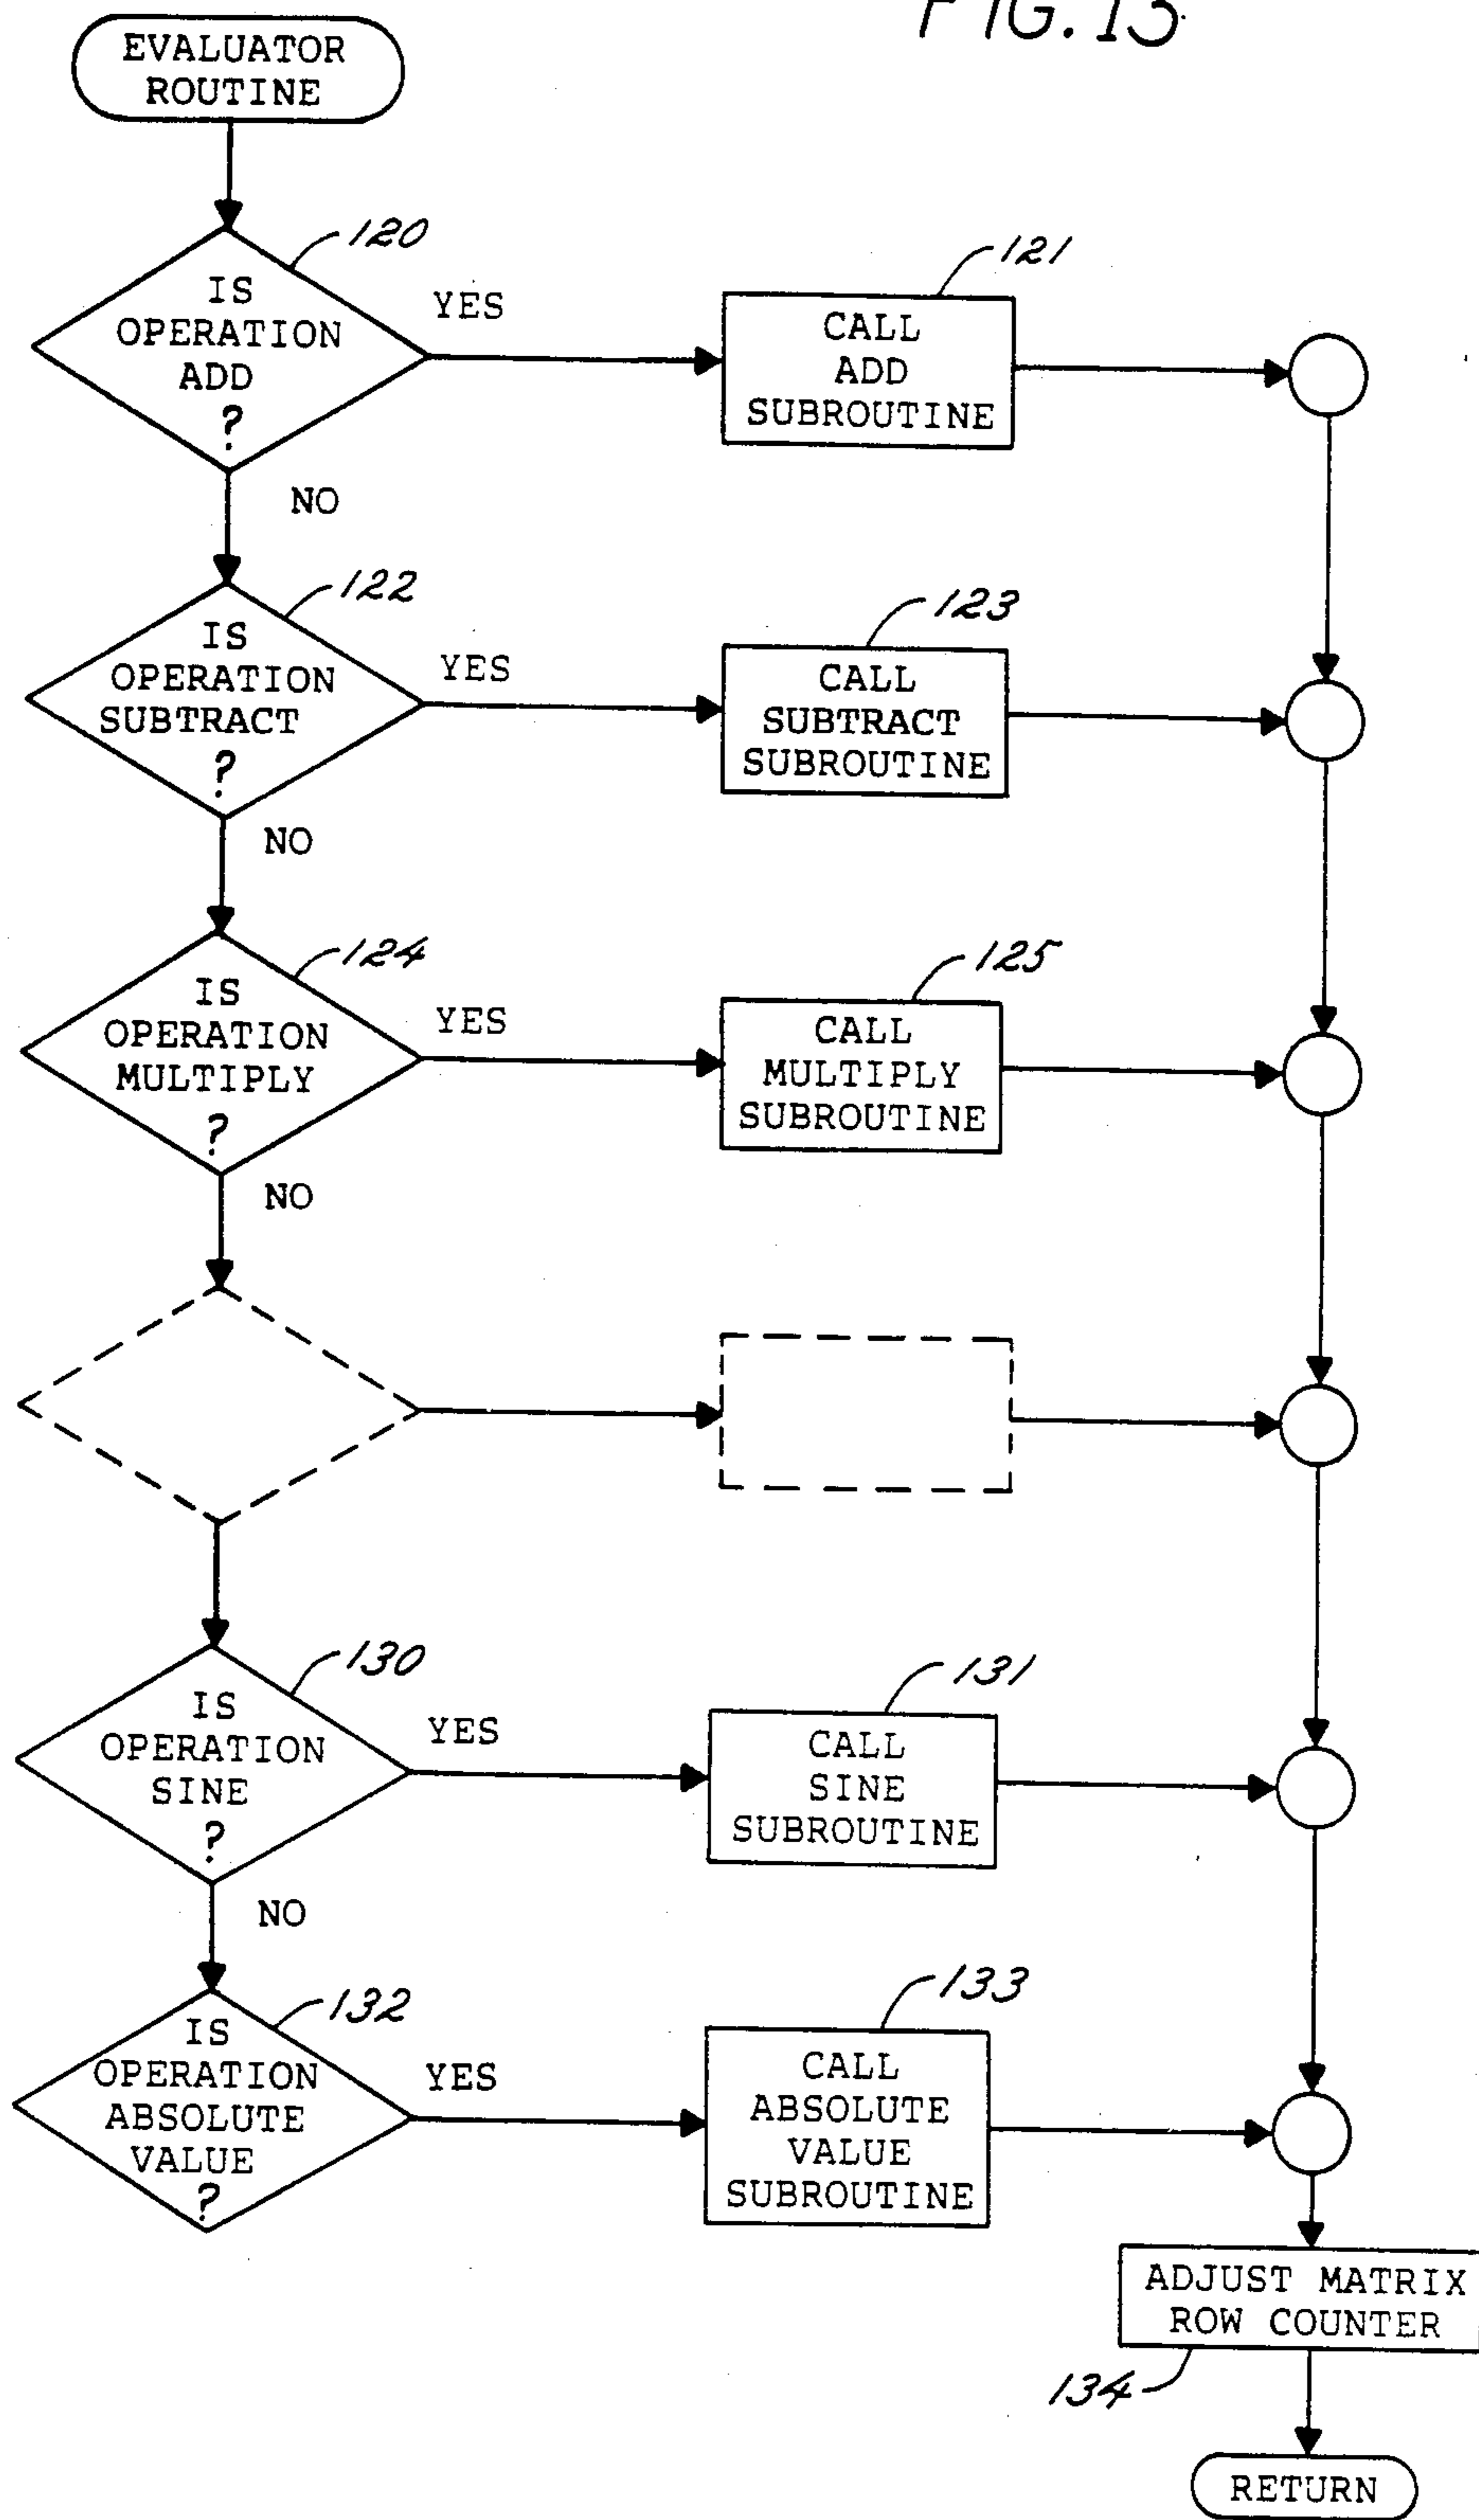 FIG. 13
EVALUATOR
ROUTINE
120
IS
OPERATION
ADD
?
YES
121
CALL
ADD
SUBROUTINE
NO
122
IS
OPERATION
SUBTRACT
?
YES
123
CALL
SUBTRACT
SUBROUTINE
NO
124
IS
OPERATION
MULTIPLY
?
YES
125
CALL
MULTIPLY
SUBROUTINE
NO
130
IS
OPERATION
SINE
?
YES
131
CALL
SINE
SUBROUTINE
NO
132
IS
OPERATION
ABSOLUTE
VALUE
?
YES
133
CALL
ABSOLUTE
VALUE
SUBROUTINE
ADJUST MATRIX
ROW COUNTER
134
RETURN